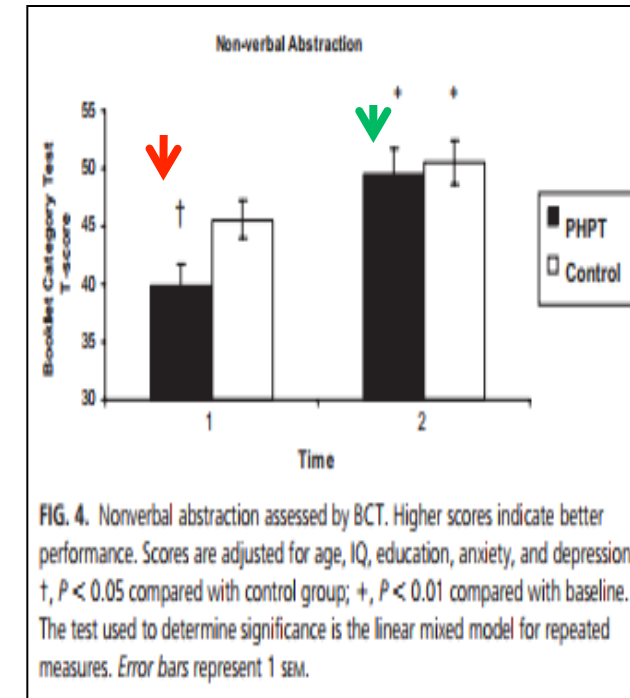 Non-verbal Abstraction
Booklet Category Test
T-score
55
50
45
40
35
30
†
+ +
1 2
Time
PHPT
Control
FIG. 4. Nonverbal abstraction assessed by BCT. Higher scores indicate better
performance. Scores are adjusted for age, IQ, education, anxiety, and depression
†, P < 0.05 compared with control group; +, P < 0.01 compared with baseline.
The test used to determine significance is the linear mixed model for repeated
measures. Error bars represent 1 SEM.